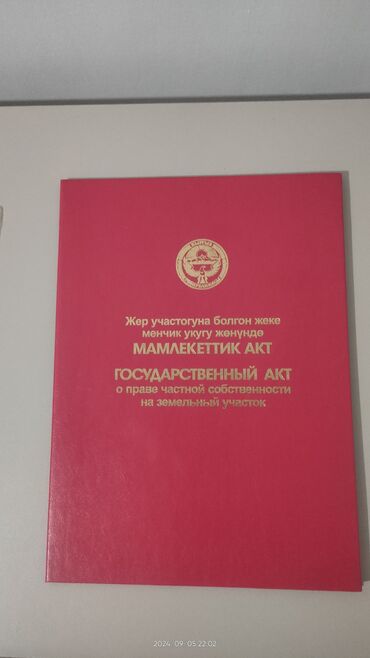 Жер участогуна болгон жеке
менчик укугу жөнүндө
МАМЛЕКЕТТИК АКТ
ГОСУДАРСТВЕННЫЙ АКТ
о праве частной собственности
на земельный участок
2024-09-05 22:02